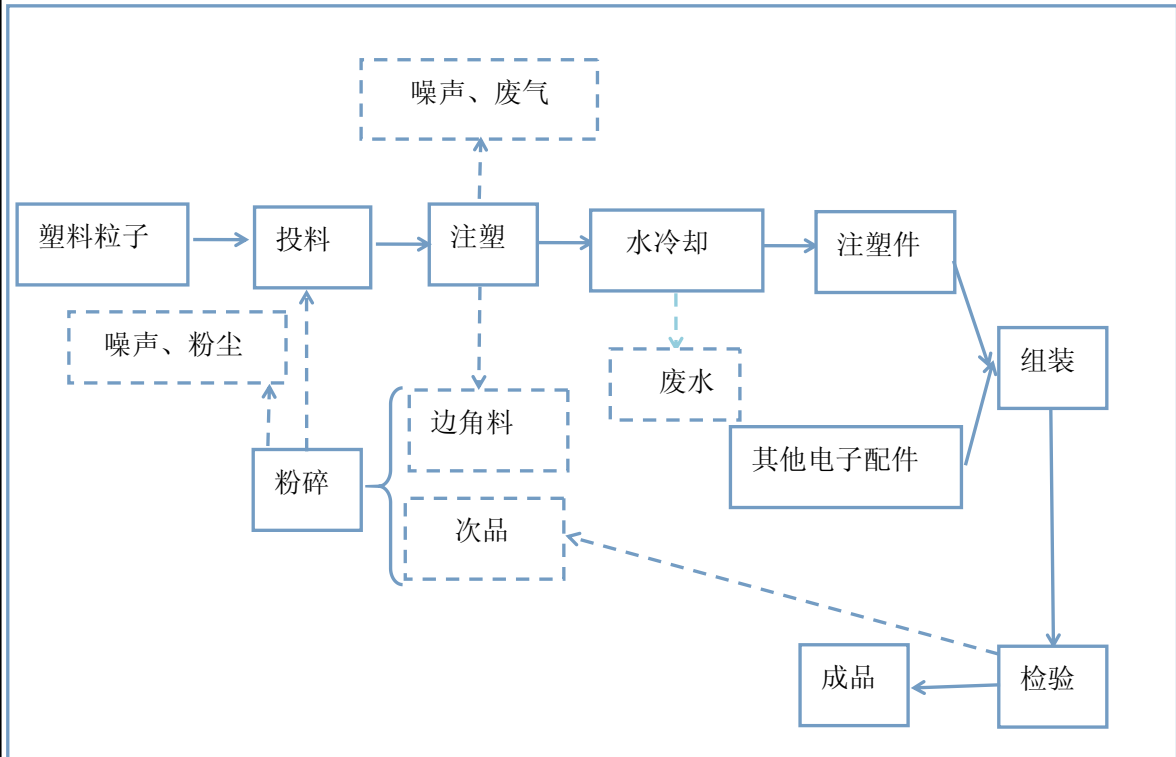 噪声、废气
塑料粒子
投料
注塑
水冷却
注塑件
噪声、粉尘
废水
组装
边角料
其他电子配件
粉碎
次品
成品
检验